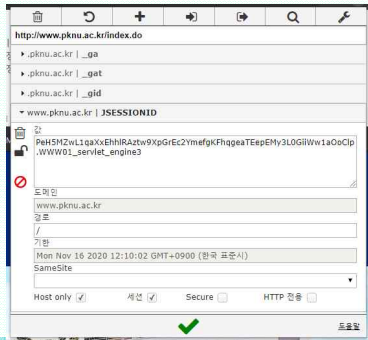 http://www.pknu.ac.kr/index.do
.pknu.ac.kr | _ga
.pknu.ac.kr | _gat
.pknu.ac.kr | _gid
www.pknu.ac.kr | JSESSIONID
값
PeH5MZwL1qaXxEhhlRAztw9XpGrEc2YmefgKFhqgeaTEepEMy3L0GiiWw1aOoClp
.WWW01_servlet_engine3
도메인
www.pknu.ac.kr
경로
/
기한
Mon Nov 16 2020 12:10:02 GMT+0900 (한국 표준시)
SameSite
Host only 세션 Secure HTTP 전용
도움말